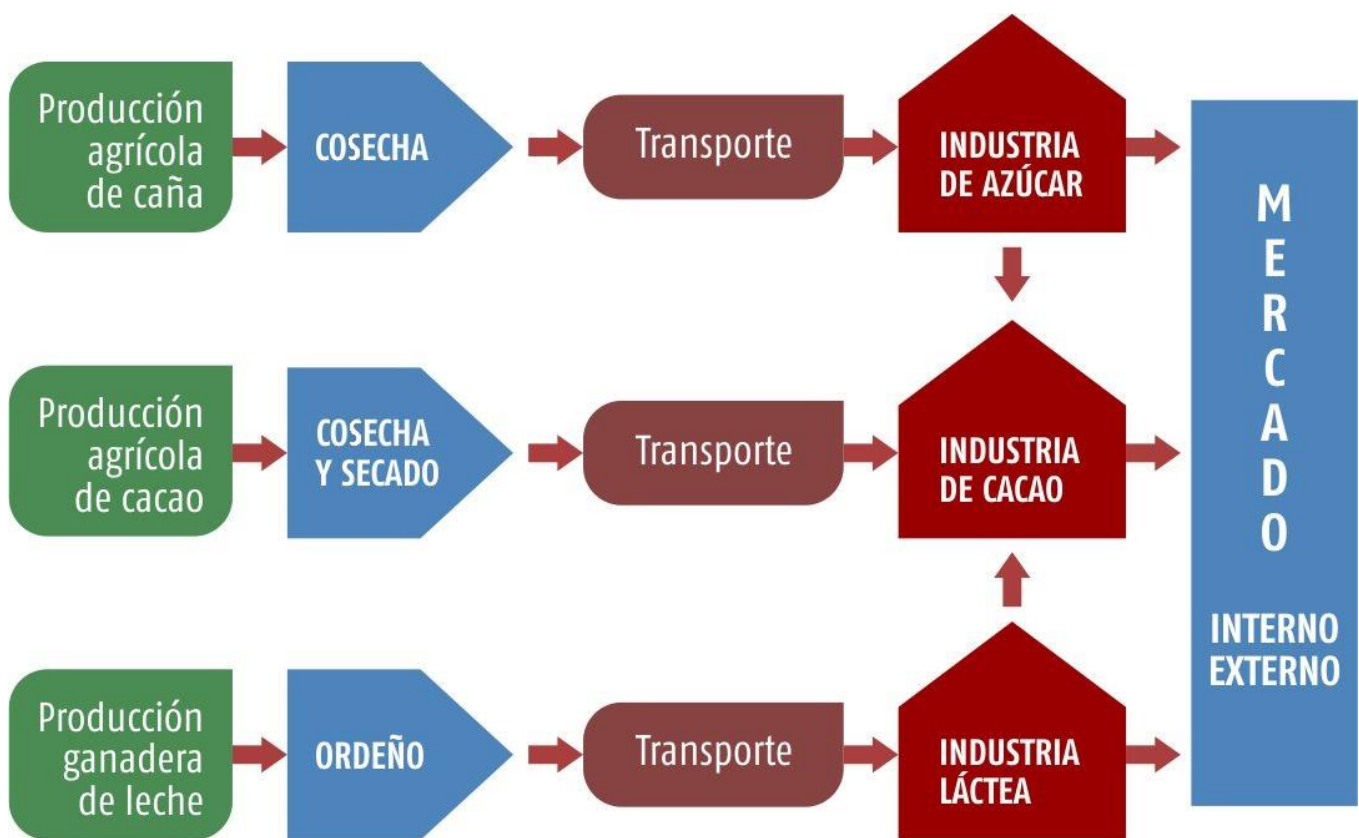 Producción
agrícola
de caña
COSECHA
Transporte
INDUSTRIA
DE AZÚCAR
Producción
agrícola
de cacao
COSECHA
Y SECADO
Transporte
INDUSTRIA
DE CACAO
Producción
ganadera
de leche
ORDEÑO
Transporte
INDUSTRIA
LÁCTEA
MERCADO
INTERNO
EXTERNO